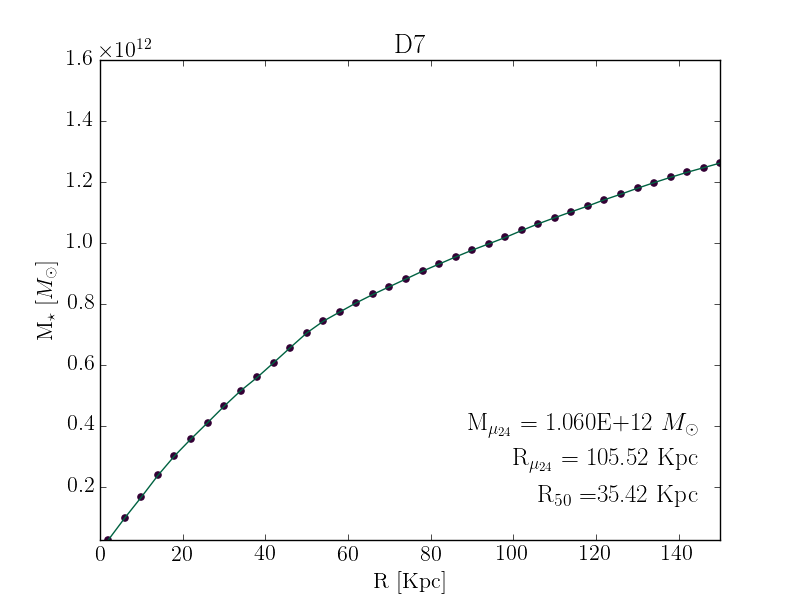 D7
×10¹²
1.6
1.4
1.2
1.0
0.8
0.6
0.4
0.2
M⋆ [M⊙]
M_μ₂₄ = 1.060E+12 M⊙
R_μ₂₄ = 105.52 Kpc
R₅₀ =35.42 Kpc
0 20 40 60 80 100 120 140
R [Kpc]